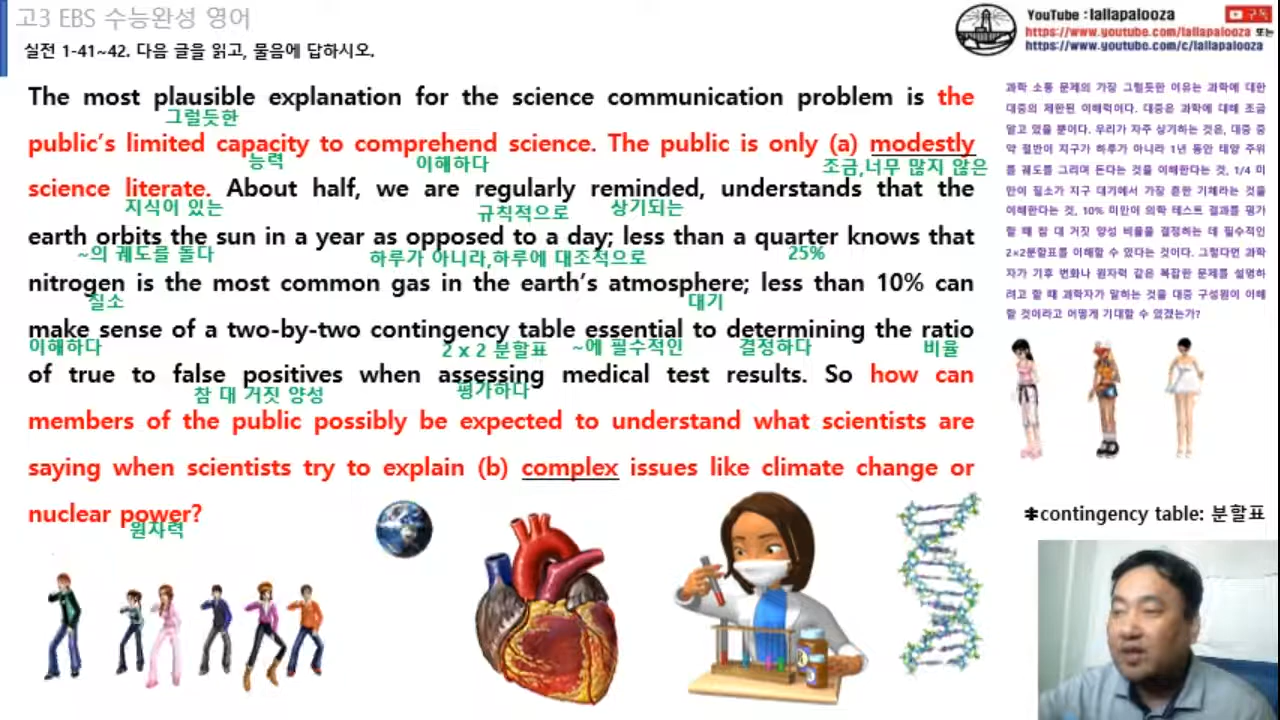 고3 EBS 수능완성 영어
실전 1-41~42. 다음 글을 읽고, 물음에 답하시오.
YouTube : lallapalooza
구독
https://www.youtube.com/lallapalooza 또는
https://www.youtube.com/c/lallapalooza
The most plausible explanation for the science communication problem is the
그럴듯한
public's limited capacity to comprehend science. The public is only (a) modestly
능력 이해하다 조금,너무 많지 않은
science literate. About half, we are regularly reminded, understands that the
지식이 있는 규칙적으로 상기되는
earth orbits the sun in a year as opposed to a day; less than a quarter knows that
~의 궤도를 돌다 하루가 아니라,하루에 대조적으로 25%
nitrogen is the most common gas in the earth's atmosphere; less than 10% can
질소 대기
make sense of a two-by-two contingency table essential to determining the ratio
이해하다 2 x 2 분할표 ~에 필수적인 결정하다 비율
of true to false positives when assessing medical test results. So how can
참 대 거짓 양성 평가하다
members of the public possibly be expected to understand what scientists are
saying when scientists try to explain (b) complex issues like climate change or
nuclear power?
원자력
과학 소통 문제의 가장 그럴듯한 이유는 과학에 대한
대중의 제한된 이해력이다. 대중은 과학에 대해 조금
알고 있을 뿐이다. 우리가 자주 상기하는 것은, 대중 중
약 절반이 지구가 하루가 아니라 1년 동안 태양 주위
를 궤도를 그리며 돈다는 것을 이해한다는 것, 1/4 미
만이 질소가 지구 대기에서 가장 흔한 기체라는 것을
이해한다는 것, 10% 미만이 의학 테스트 결과를 평가
할 때 참 대 거짓 양성 비율을 결정하는 데 필수적인
2×2분할표를 이해할 수 있다는 것이다. 그렇다면 과학
자가 기후 변화나 원자력 같은 복잡한 문제를 설명하
려고 할 때 과학자가 말하는 것을 대중 구성원이 이해
할 것이라고 어떻게 기대할 수 있겠는가?
✱contingency table: 분할표